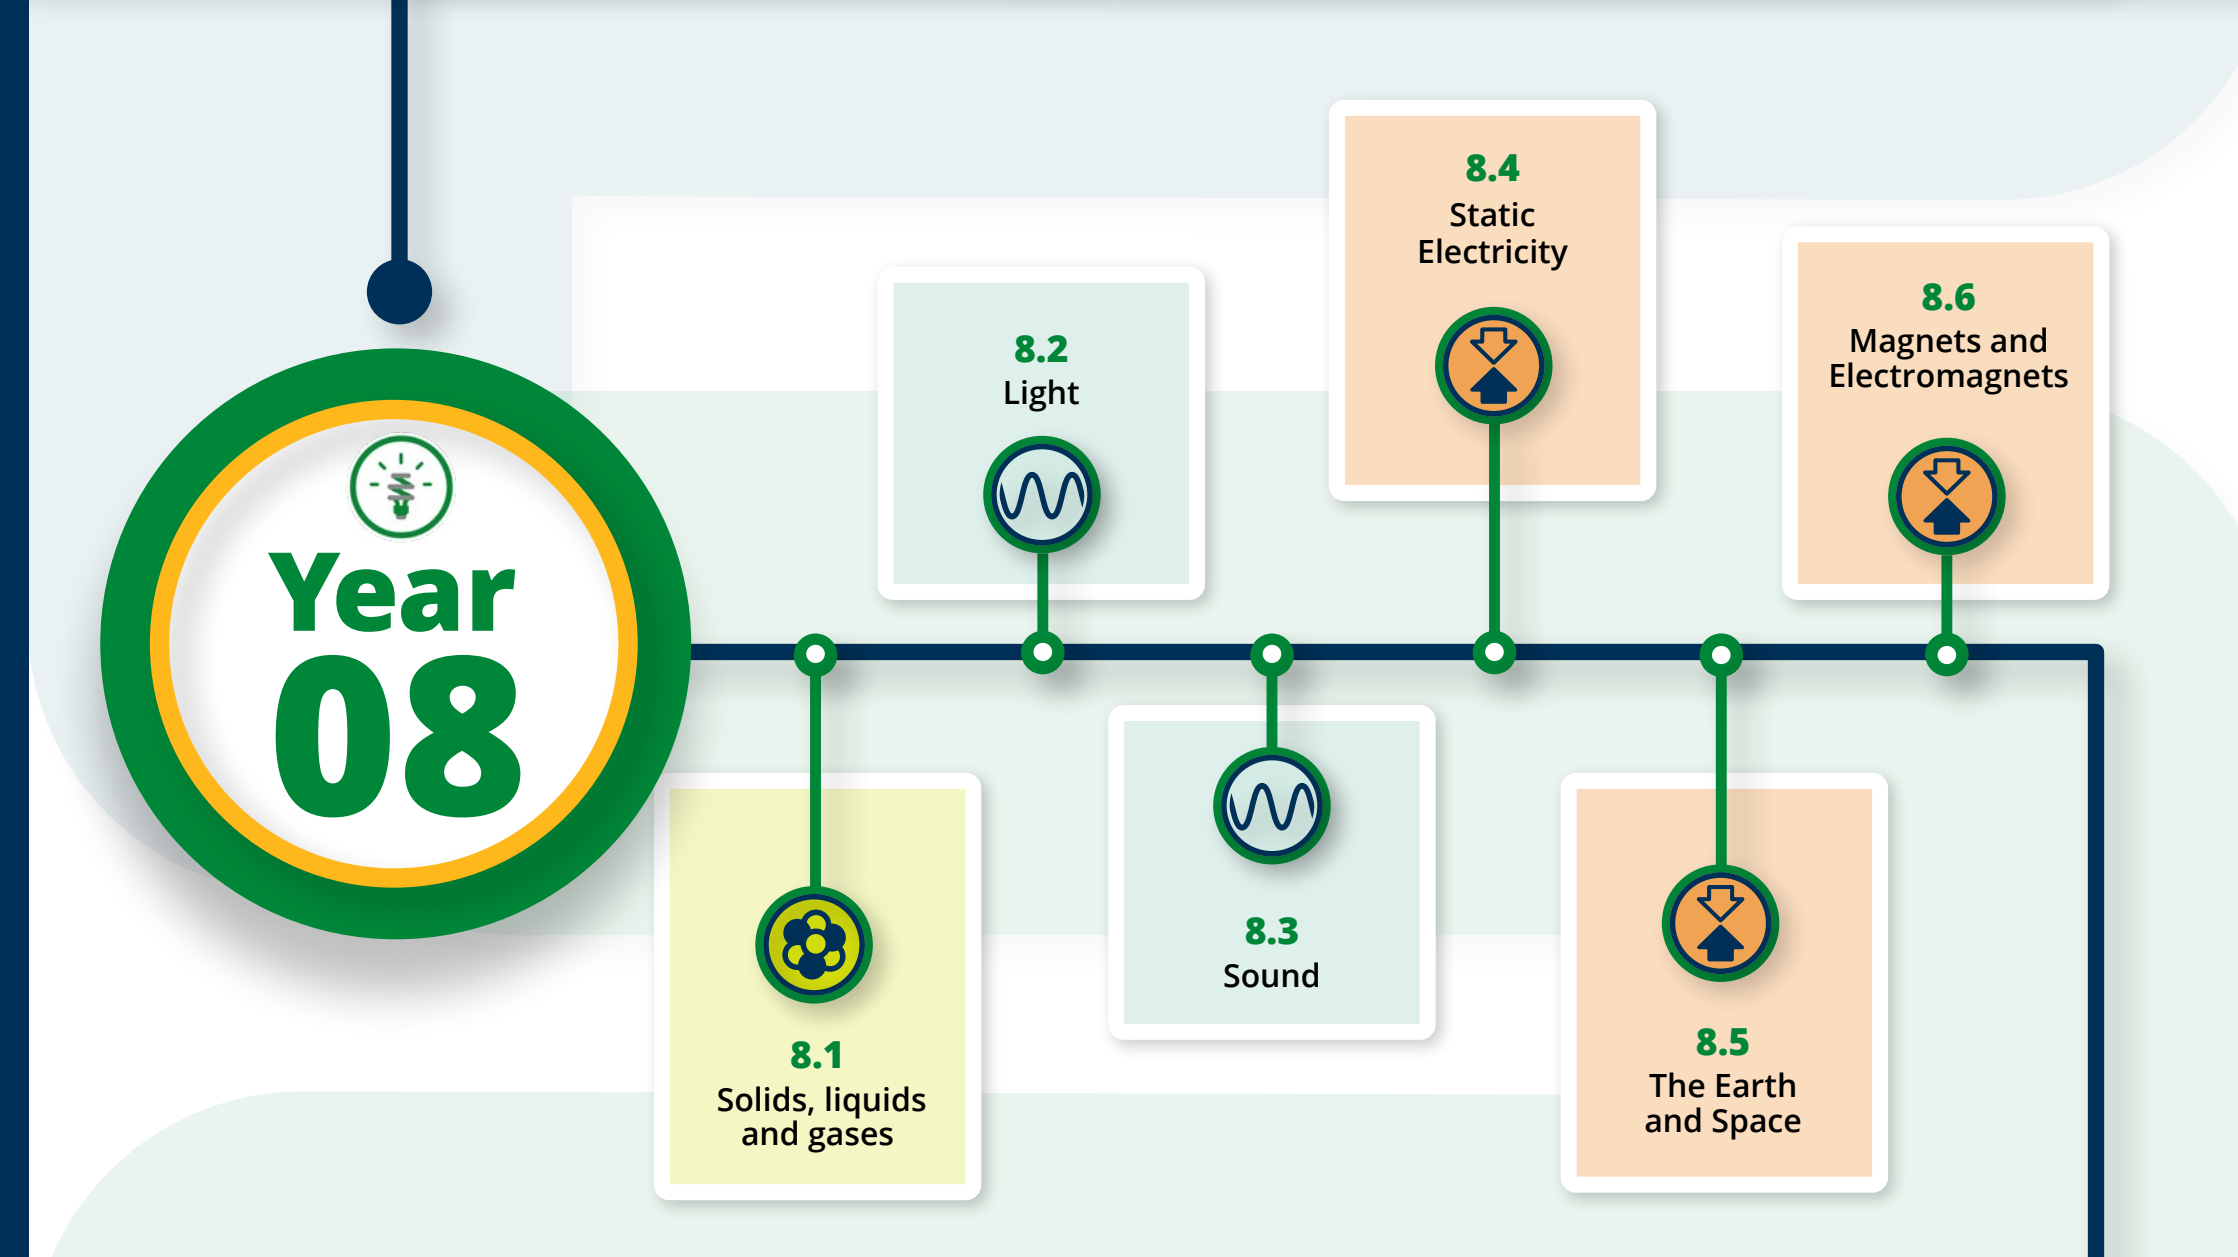 Year
08
8.1
Solids, liquids
and gases
8.2
Light
8.3
Sound
8.4
Static
Electricity
8.5
The Earth
and Space
8.6
Magnets and
Electromagnets